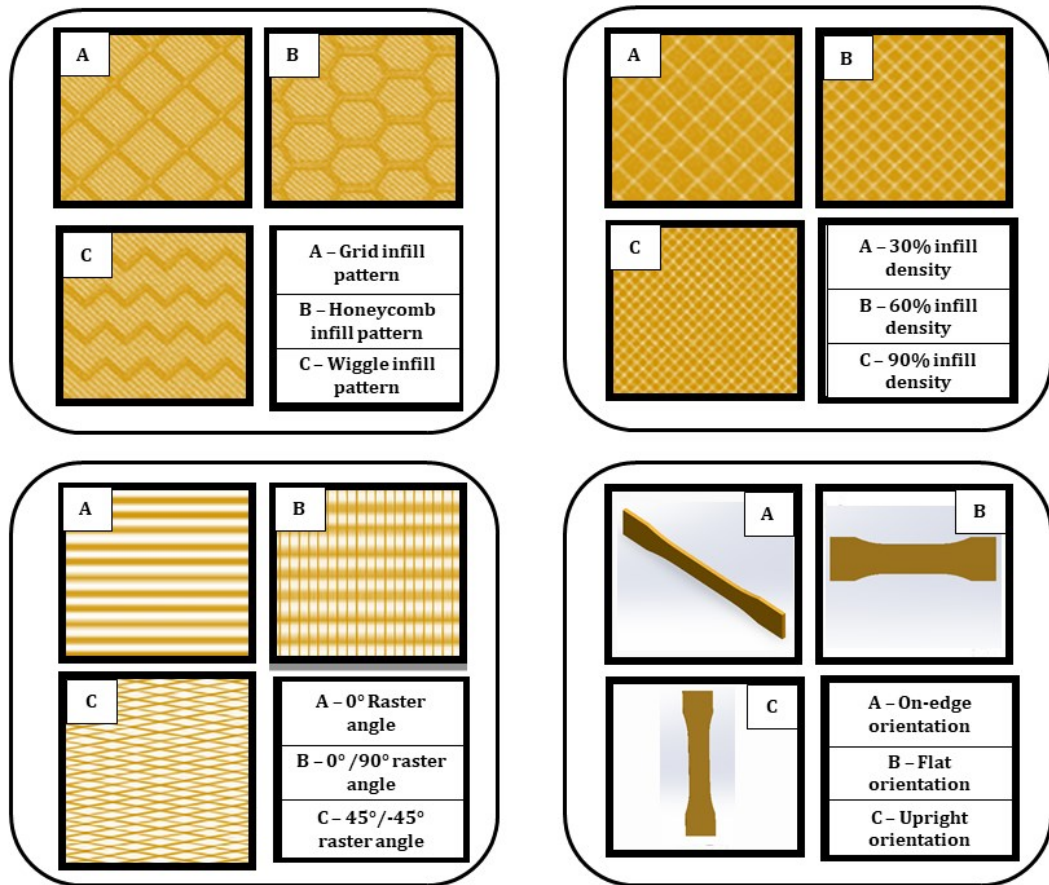 A
B
C
A – Grid infill
pattern
B – Honeycomb
infill pattern
C – Wiggle infill
pattern
A
B
C
A – 30% infill
density
B – 60% infill
density
C – 90% infill
density
A
B
C
A – 0° Raster
angle
B – 0° /90° raster
angle
C – 45°/-45°
raster angle
A
B
C
A – On-edge
orientation
B – Flat
orientation
C – Upright
orientation